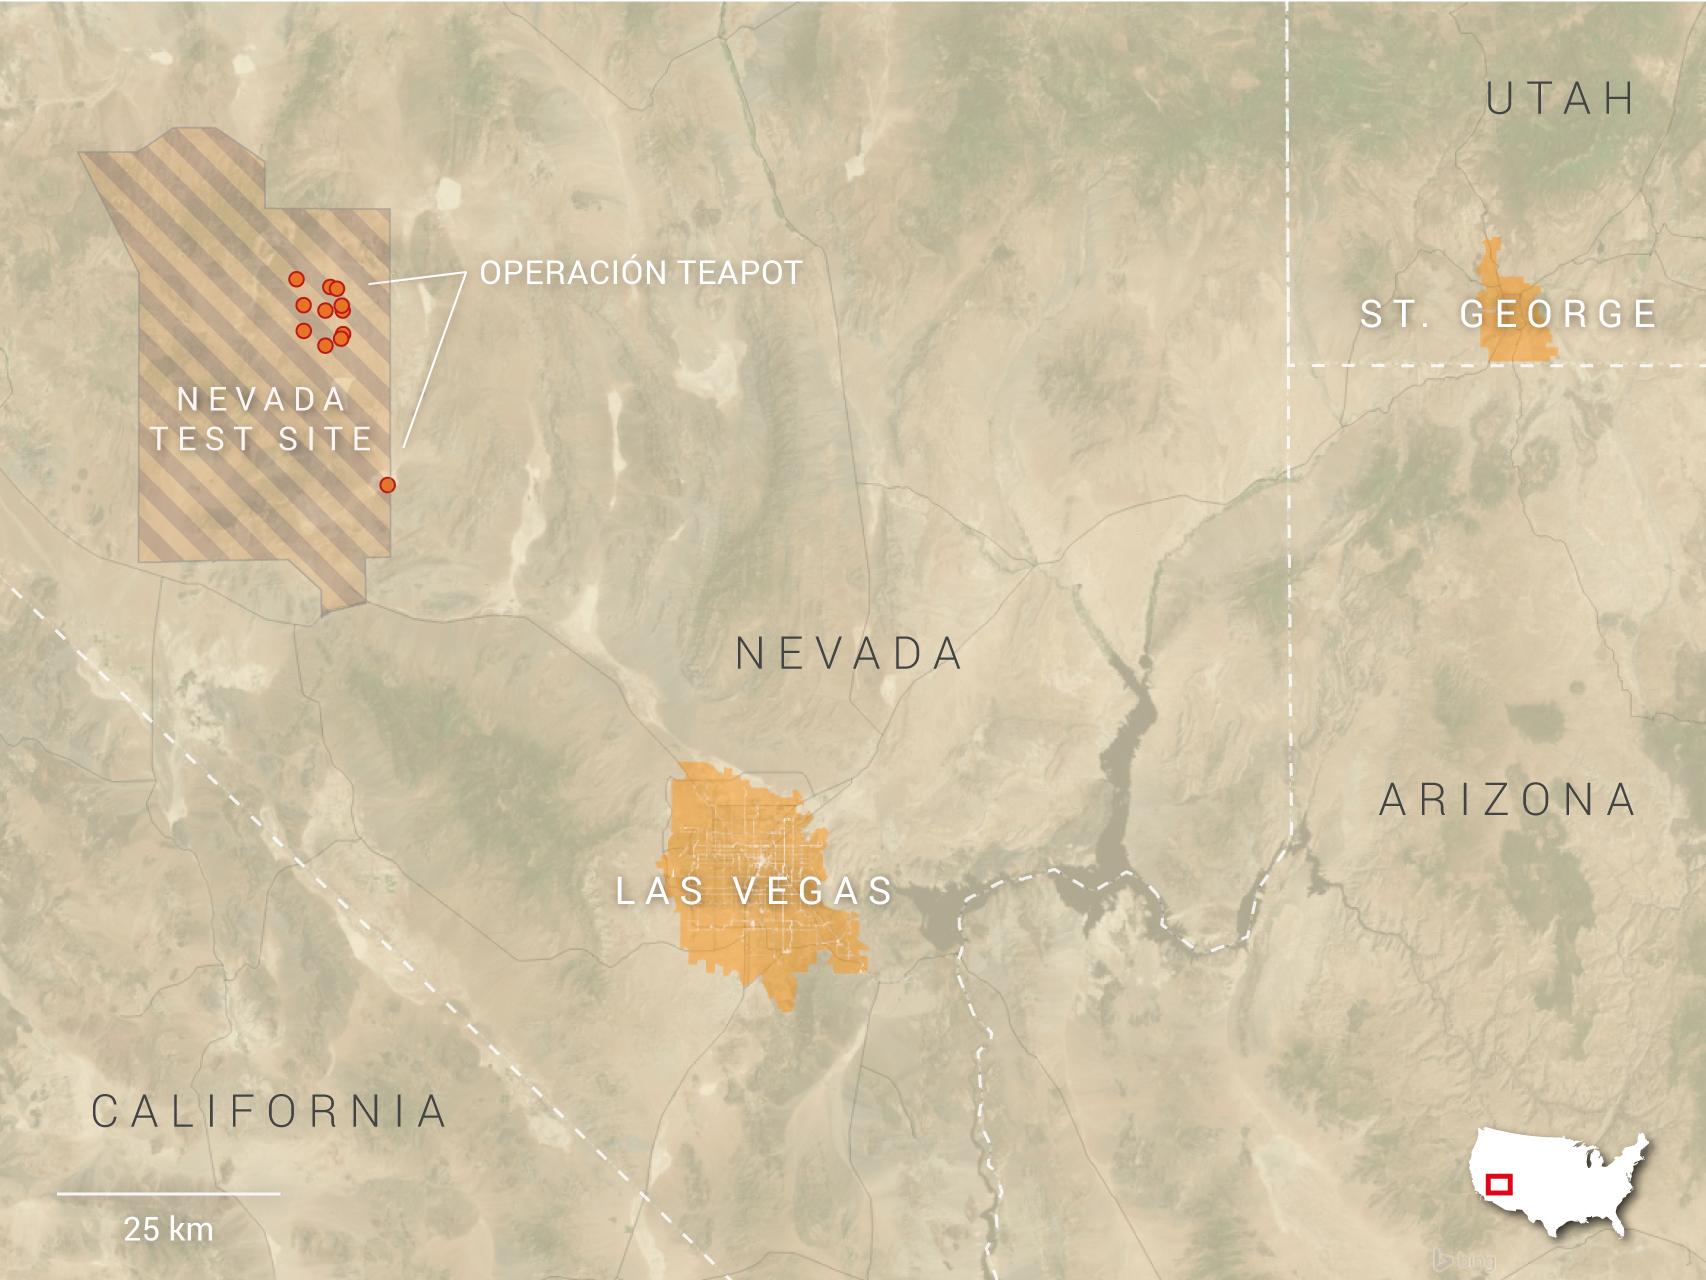 UTAH
OPERACIÓN TEAPOT
ST. GEORGE
NEVADA
TEST SITE
NEVADA
ARIZONA
LAS VEGAS
CALIFORNIA
25 km
bing